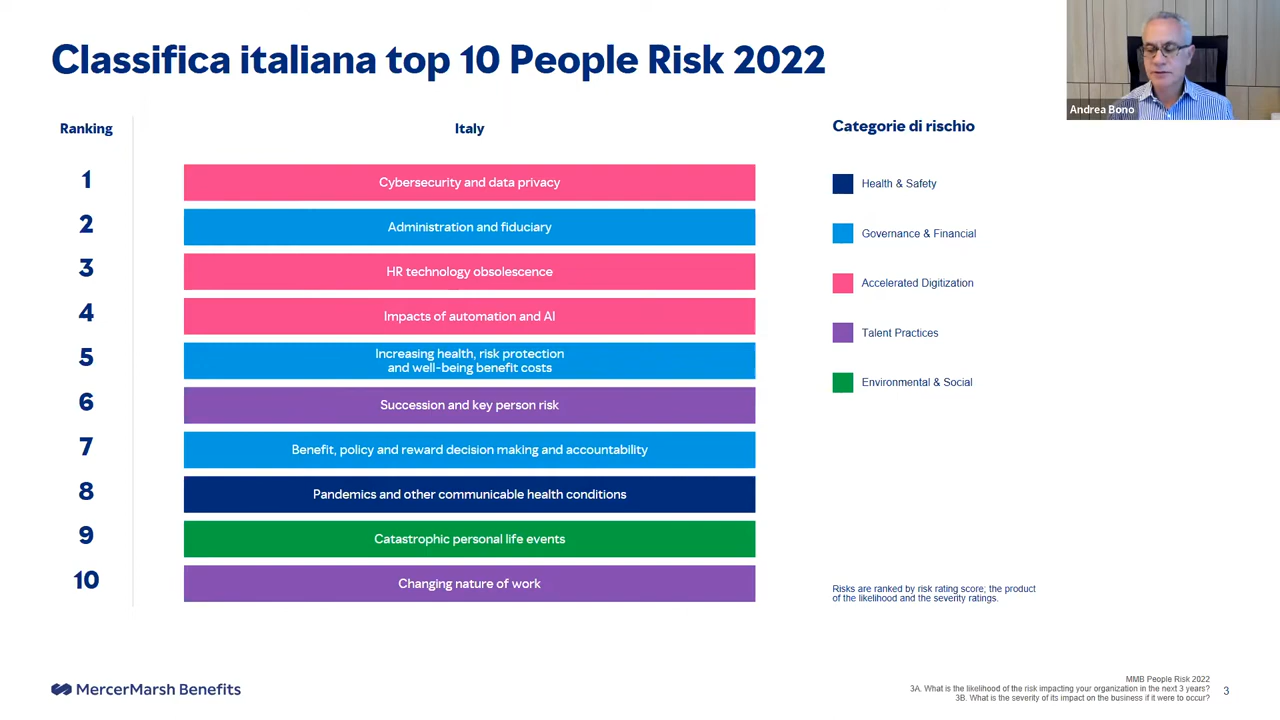 Classifica italiana top 10 People Risk 2022
Andrea Bono
Ranking
Italy
Categorie di rischio
1
Cybersecurity and data privacy
2
Administration and fiduciary
3
HR technology obsolescence
4
Impacts of automation and AI
5
Increasing health, risk protection
and well-being benefit costs
6
Succession and key person risk
7
Benefit, policy and reward decision making and accountability
8
Pandemics and other communicable health conditions
9
Catastrophic personal life events
10
Changing nature of work
Health & Safety
Governance & Financial
Accelerated Digitization
Talent Practices
Environmental & Social
Risks are ranked by risk rating score; the product
of the likelihood and the severity ratings.
MercerMarsh Benefits
MMB People Risk 2022
3A. What is the likelihood of the risk impacting your organization in the next 3 years?
3B. What is the severity of its impact on the business if it were to occur?
3